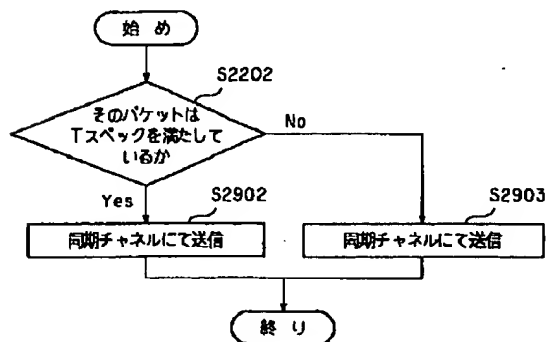 始め
S2202
そのパケットは
Tスペックを満たして
いるか
No
Yes
S2902
S2903
同期チャネルにて送信
同期チャネルにて送信
終り